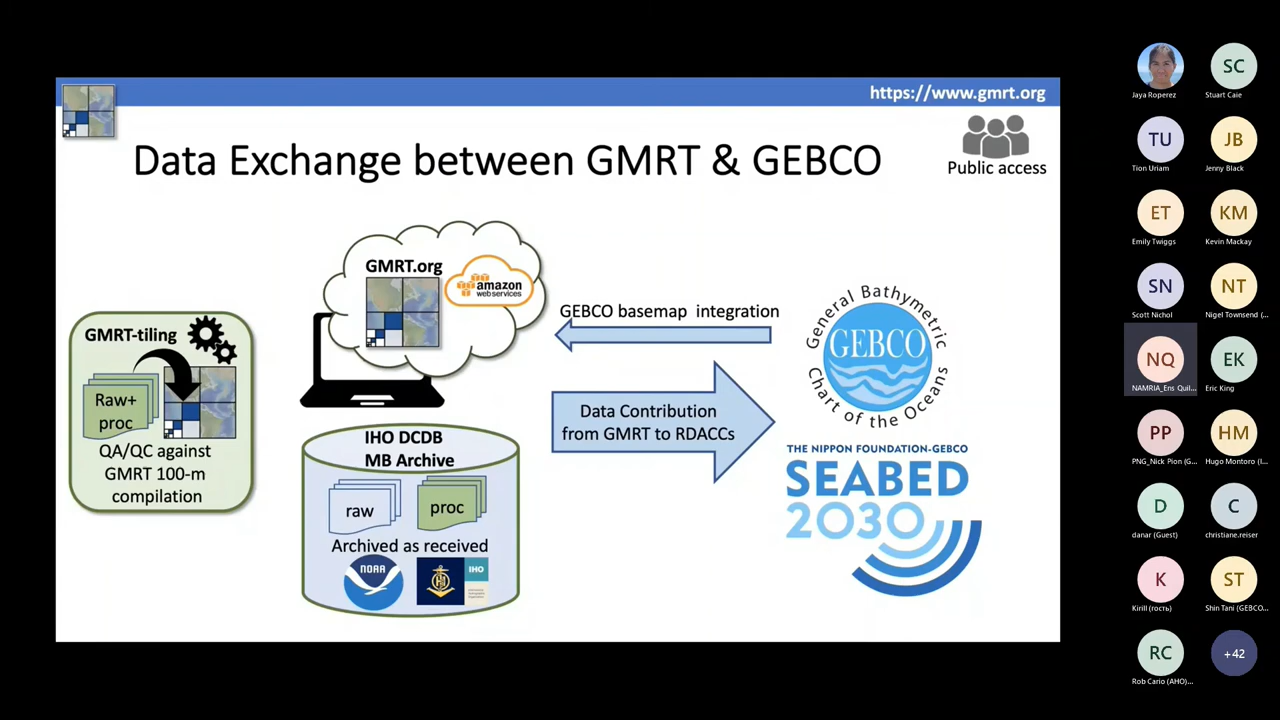 https://www.gmrt.org
Data Exchange between GMRT & GEBCO
Public access
GMRT.org
amazon
web services
GMRT-tiling
Raw+
proc
QA/QC against
GMRT 100-m
compilation
IHO DCDB
MB Archive
raw
proc
Archived as received
NOAA
IHO
GEBCO basemap integration
Data Contribution
from GMRT to RDACCs
General Bathymetric
GEBCO
Chart of the Oceans
THE NIPPON FOUNDATION-GEBCO
SEABED
2030
Jaya Roperez
SC
Stuart Caie
TU
Tion Uriam
JB
Jenny Black
ET
Emily Twiggs
KM
Kevin Mackay
SN
Scott Nichol
NT
Nigel Townsend (...
NQ
NAMRIA_Ens Quil...
EK
Eric King
PP
PNG_Nick Pion (G...
HM
Hugo Montoro (I...
D
danar (Guest)
C
christiane.reiser
K
Kirill (гость)
ST
Shin Tani (GEBCO...
RC
Rob Cario (AHO)...
+42